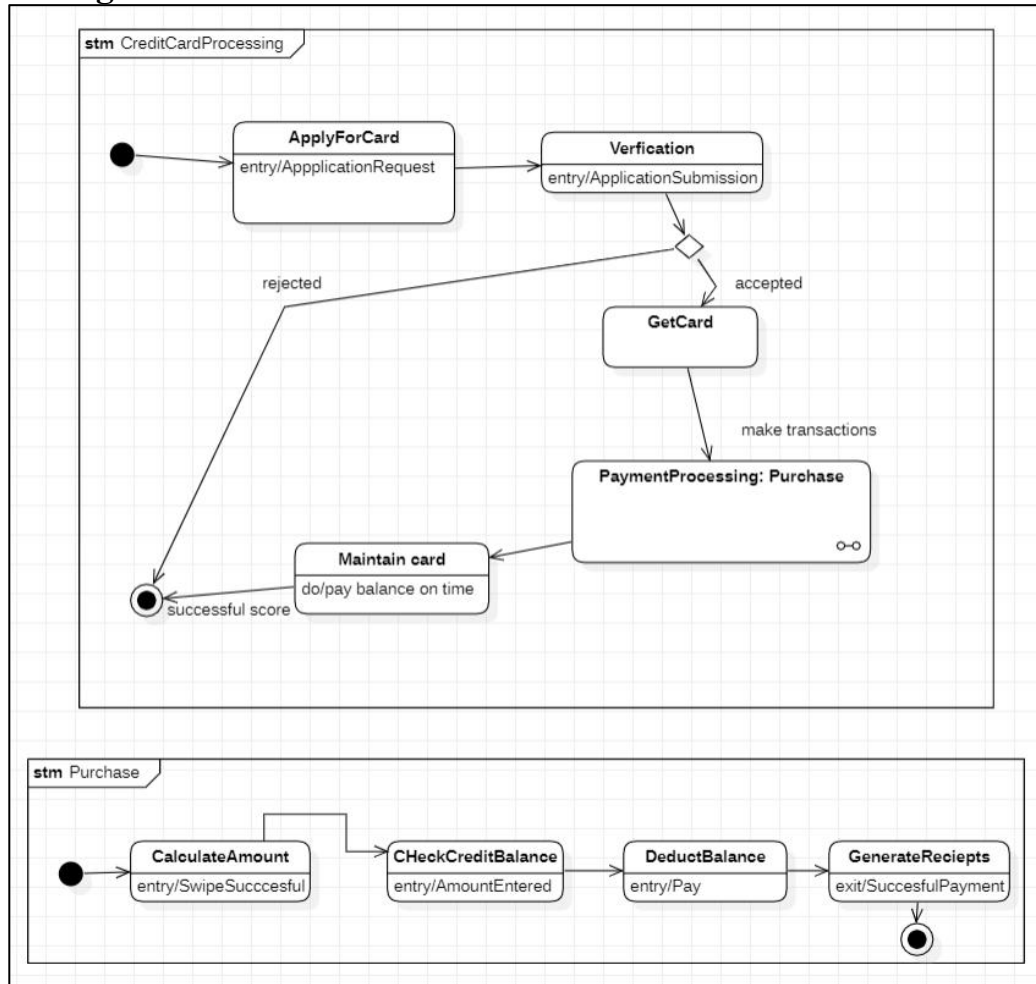 stm CreditCardProcessing
ApplyForCard
entry/AppplicationRequest
Verfication
entry/ApplicationSubmission
rejected
accepted
GetCard
make transactions
PaymentProcessing: Purchase
Maintain card
do/pay balance on time
successful score
stm Purchase
CalculateAmount
entry/SwipeSucccesful
CHeckCreditBalance
entry/AmountEntered
DeductBalance
entry/Pay
GenerateReciepts
exit/SuccesfulPayment